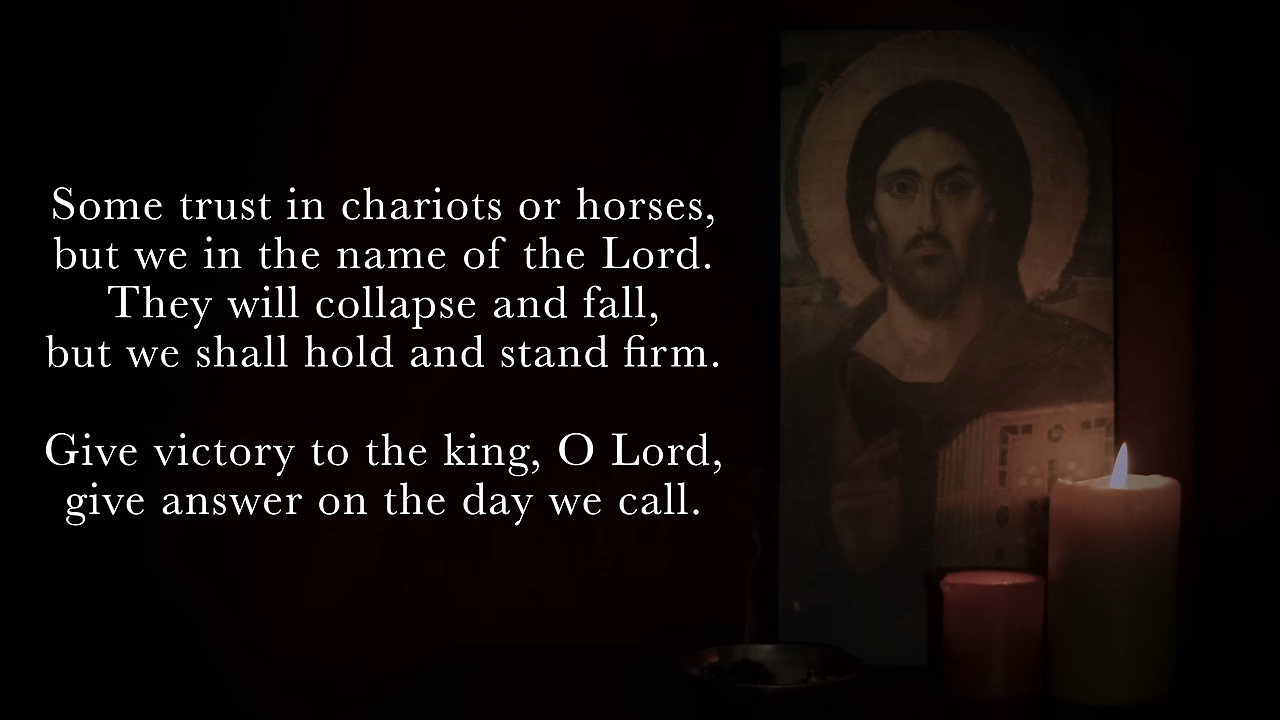 Some trust in chariots or horses,
but we in the name of the Lord.
They will collapse and fall,
but we shall hold and stand firm.
Give victory to the king, O Lord,
give answer on the day we call.